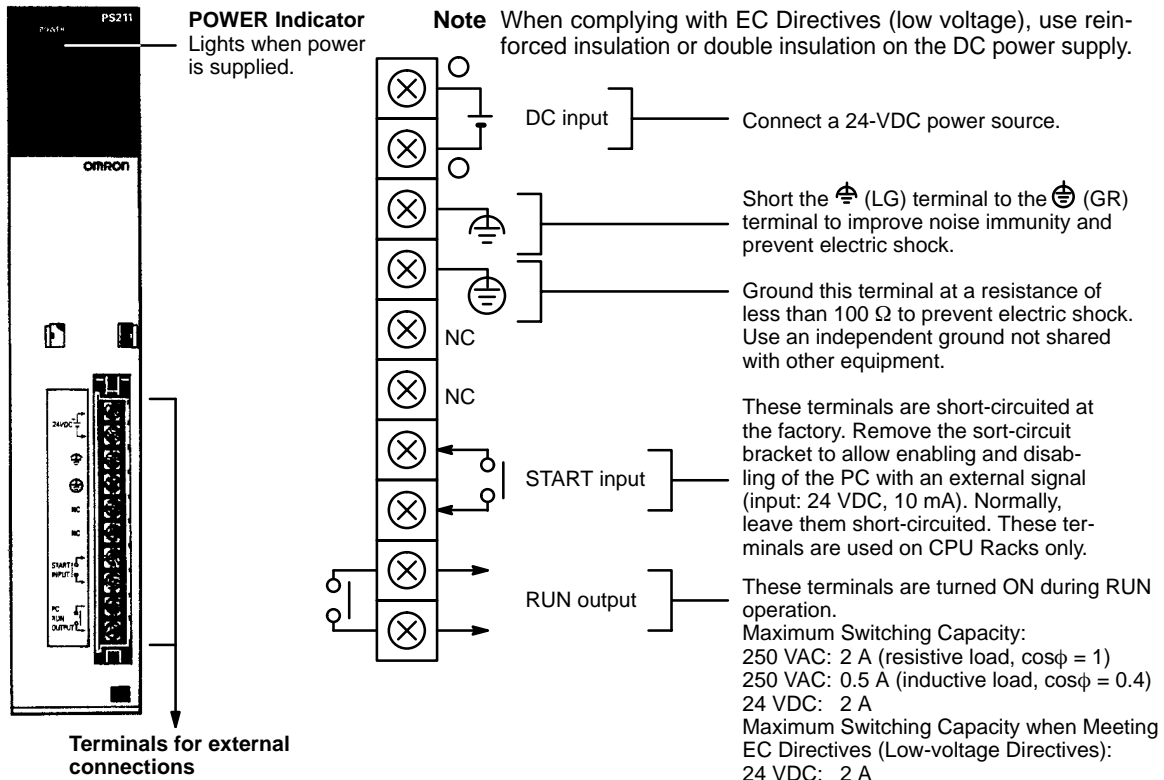 PS211
POWER
OMRON
24VDC
NC
NC
START
INPUT
PC
RUN
OUTPUT
POWER Indicator
Lights when power
is supplied.
Terminals for external
connections
Note When complying with EC Directives (low voltage), use rein-
forced insulation or double insulation on the DC power supply.
DC input
Connect a 24-VDC power source.
Short the (LG) terminal to the (GR)
terminal to improve noise immunity and
prevent electric shock.
Ground this terminal at a resistance of
less than 100 Ω to prevent electric shock.
Use an independent ground not shared
with other equipment.
NC
NC
START input
These terminals are short-circuited at
the factory. Remove the sort-circuit
bracket to allow enabling and disab-
ling of the PC with an external signal
(input: 24 VDC, 10 mA). Normally,
leave them short-circuited. These ter-
minals are used on CPU Racks only.
RUN output
These terminals are turned ON during RUN
operation.
Maximum Switching Capacity:
250 VAC: 2 A (resistive load, cosϕ = 1)
250 VAC: 0.5 A (inductive load, cosϕ = 0.4)
24 VDC: 2 A
Maximum Switching Capacity when Meeting
EC Directives (Low-voltage Directives):
24 VDC: 2 A